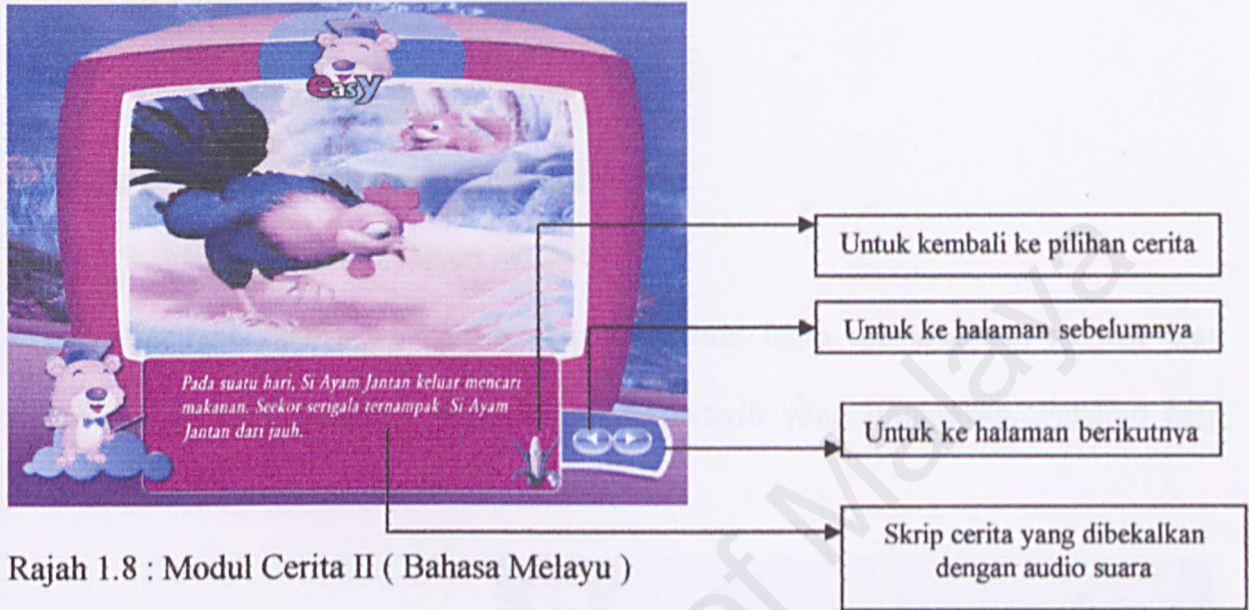 easy
Pada suatu hari, Si Ayam Jantan keluar mencari
makanan. Seekor serigala ternampak Si Ayam
Jantan dari jauh.
Untuk kembali ke pilihan cerita
Untuk ke halaman sebelumnya
Untuk ke halaman berikutnya
Skrip cerita yang dibekalkan
dengan audio suara
Rajah 1.8 : Modul Cerita II ( Bahasa Melayu )
of Malaya